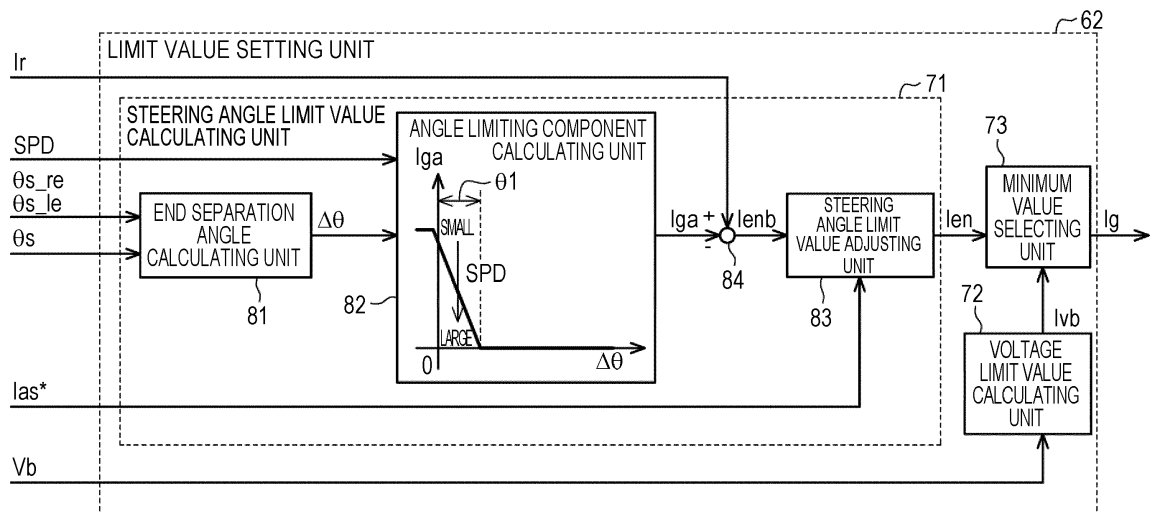 62
LIMIT VALUE SETTING UNIT
Ir
71
STEERING ANGLE LIMIT VALUE
CALCULATING UNIT
ANGLE LIMITING COMPONENT
CALCULATING UNIT
SPD
Iga
θ1
73
θs_re
θs_le
θs
END SEPARATION
ANGLE
CALCULATING UNIT
81
Δθ
SMALL
SPD
LARGE
0
Δθ
82
Iga
+
-
84
Ienb
STEERING
ANGLE LIMIT
VALUE ADJUSTING
UNIT
83
Ien
MINIMUM
VALUE
SELECTING
UNIT
Ig
72
Ivb
VOLTAGE
LIMIT VALUE
CALCULATING
UNIT
Ias*
Vb